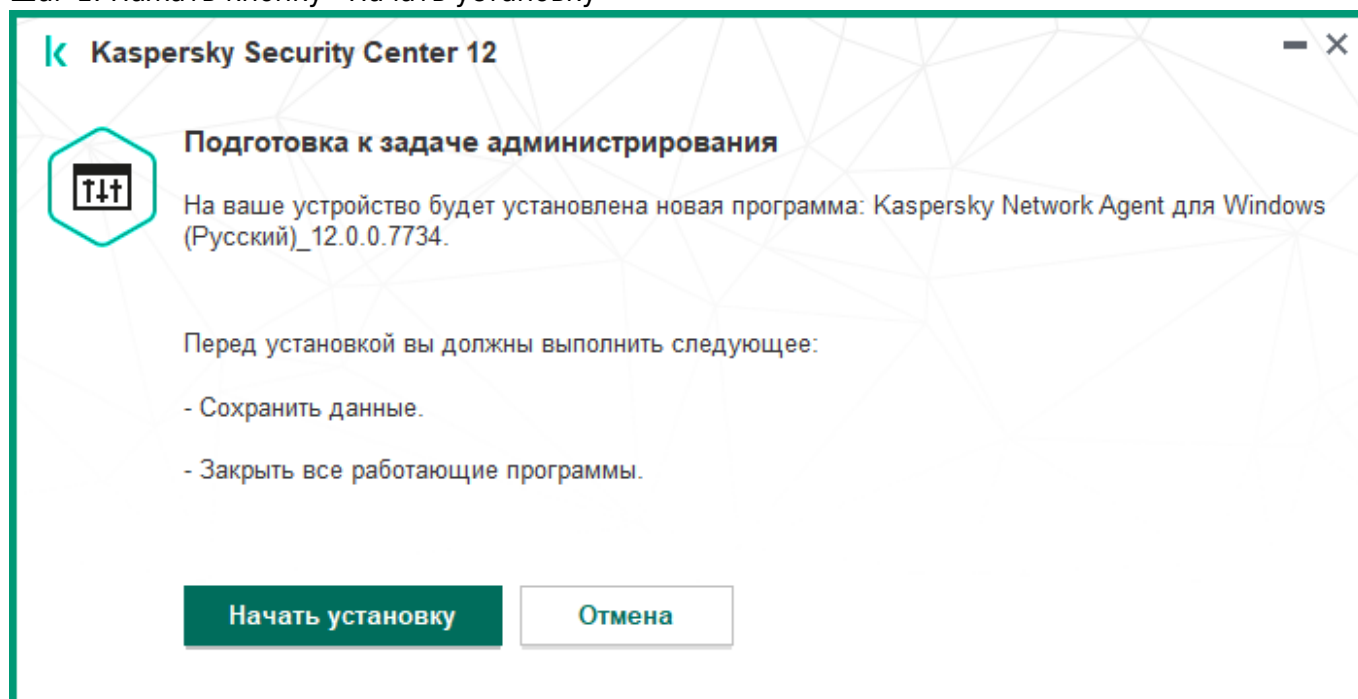 Kaspersky Security Center 12
Подготовка к задаче администрирования
На ваше устройство будет установлена новая программа: Kaspersky Network Agent для Windows
(Русский)_12.0.0.7734.
Перед установкой вы должны выполнить следующее:
- Сохранить данные.
- Закрыть все работающие программы.
Начать установку
Отмена